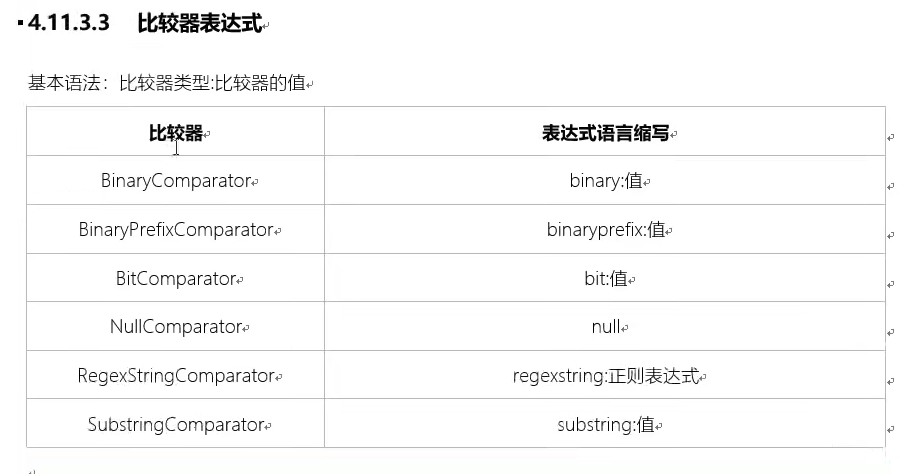 4.11.3.3 比较器表达式
基本语法：比较器类型:比较器的值
比较器 表达式语言缩写
BinaryComparator binary:值
BinaryPrefixComparator binaryprefix:值
BitComparator bit:值
NullComparator null
RegexStringComparator regexstring:正则表达式
SubstringComparator substring:值